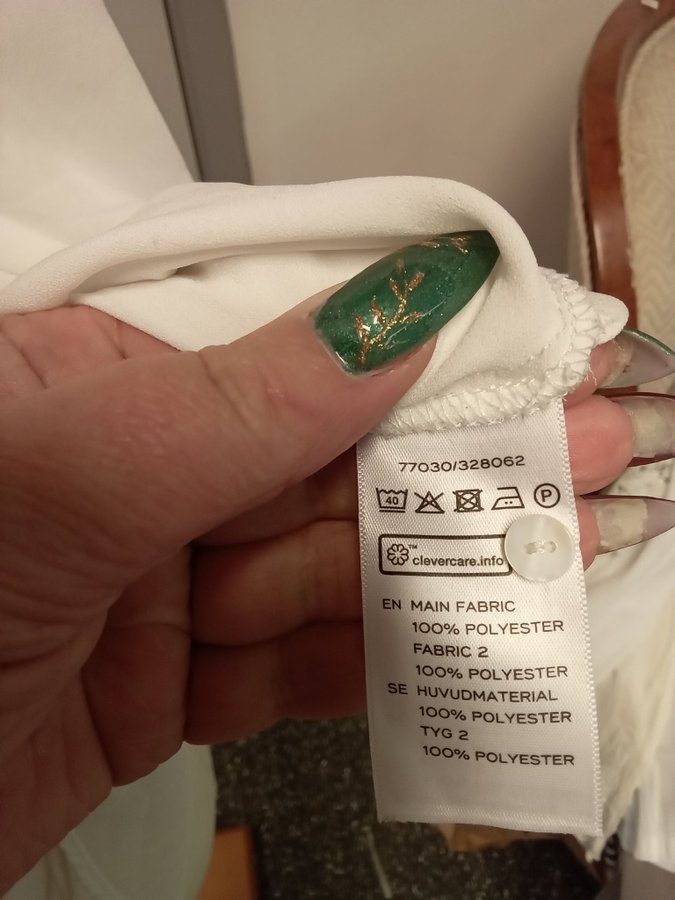 77030/328062
40 P
™ clevercare.info
EN MAIN FABRIC
100% POLYESTER
FABRIC 2
100% POLYESTER
SE HUVUDMATERIAL
100% POLYESTER
TYG 2
100% POLYESTER